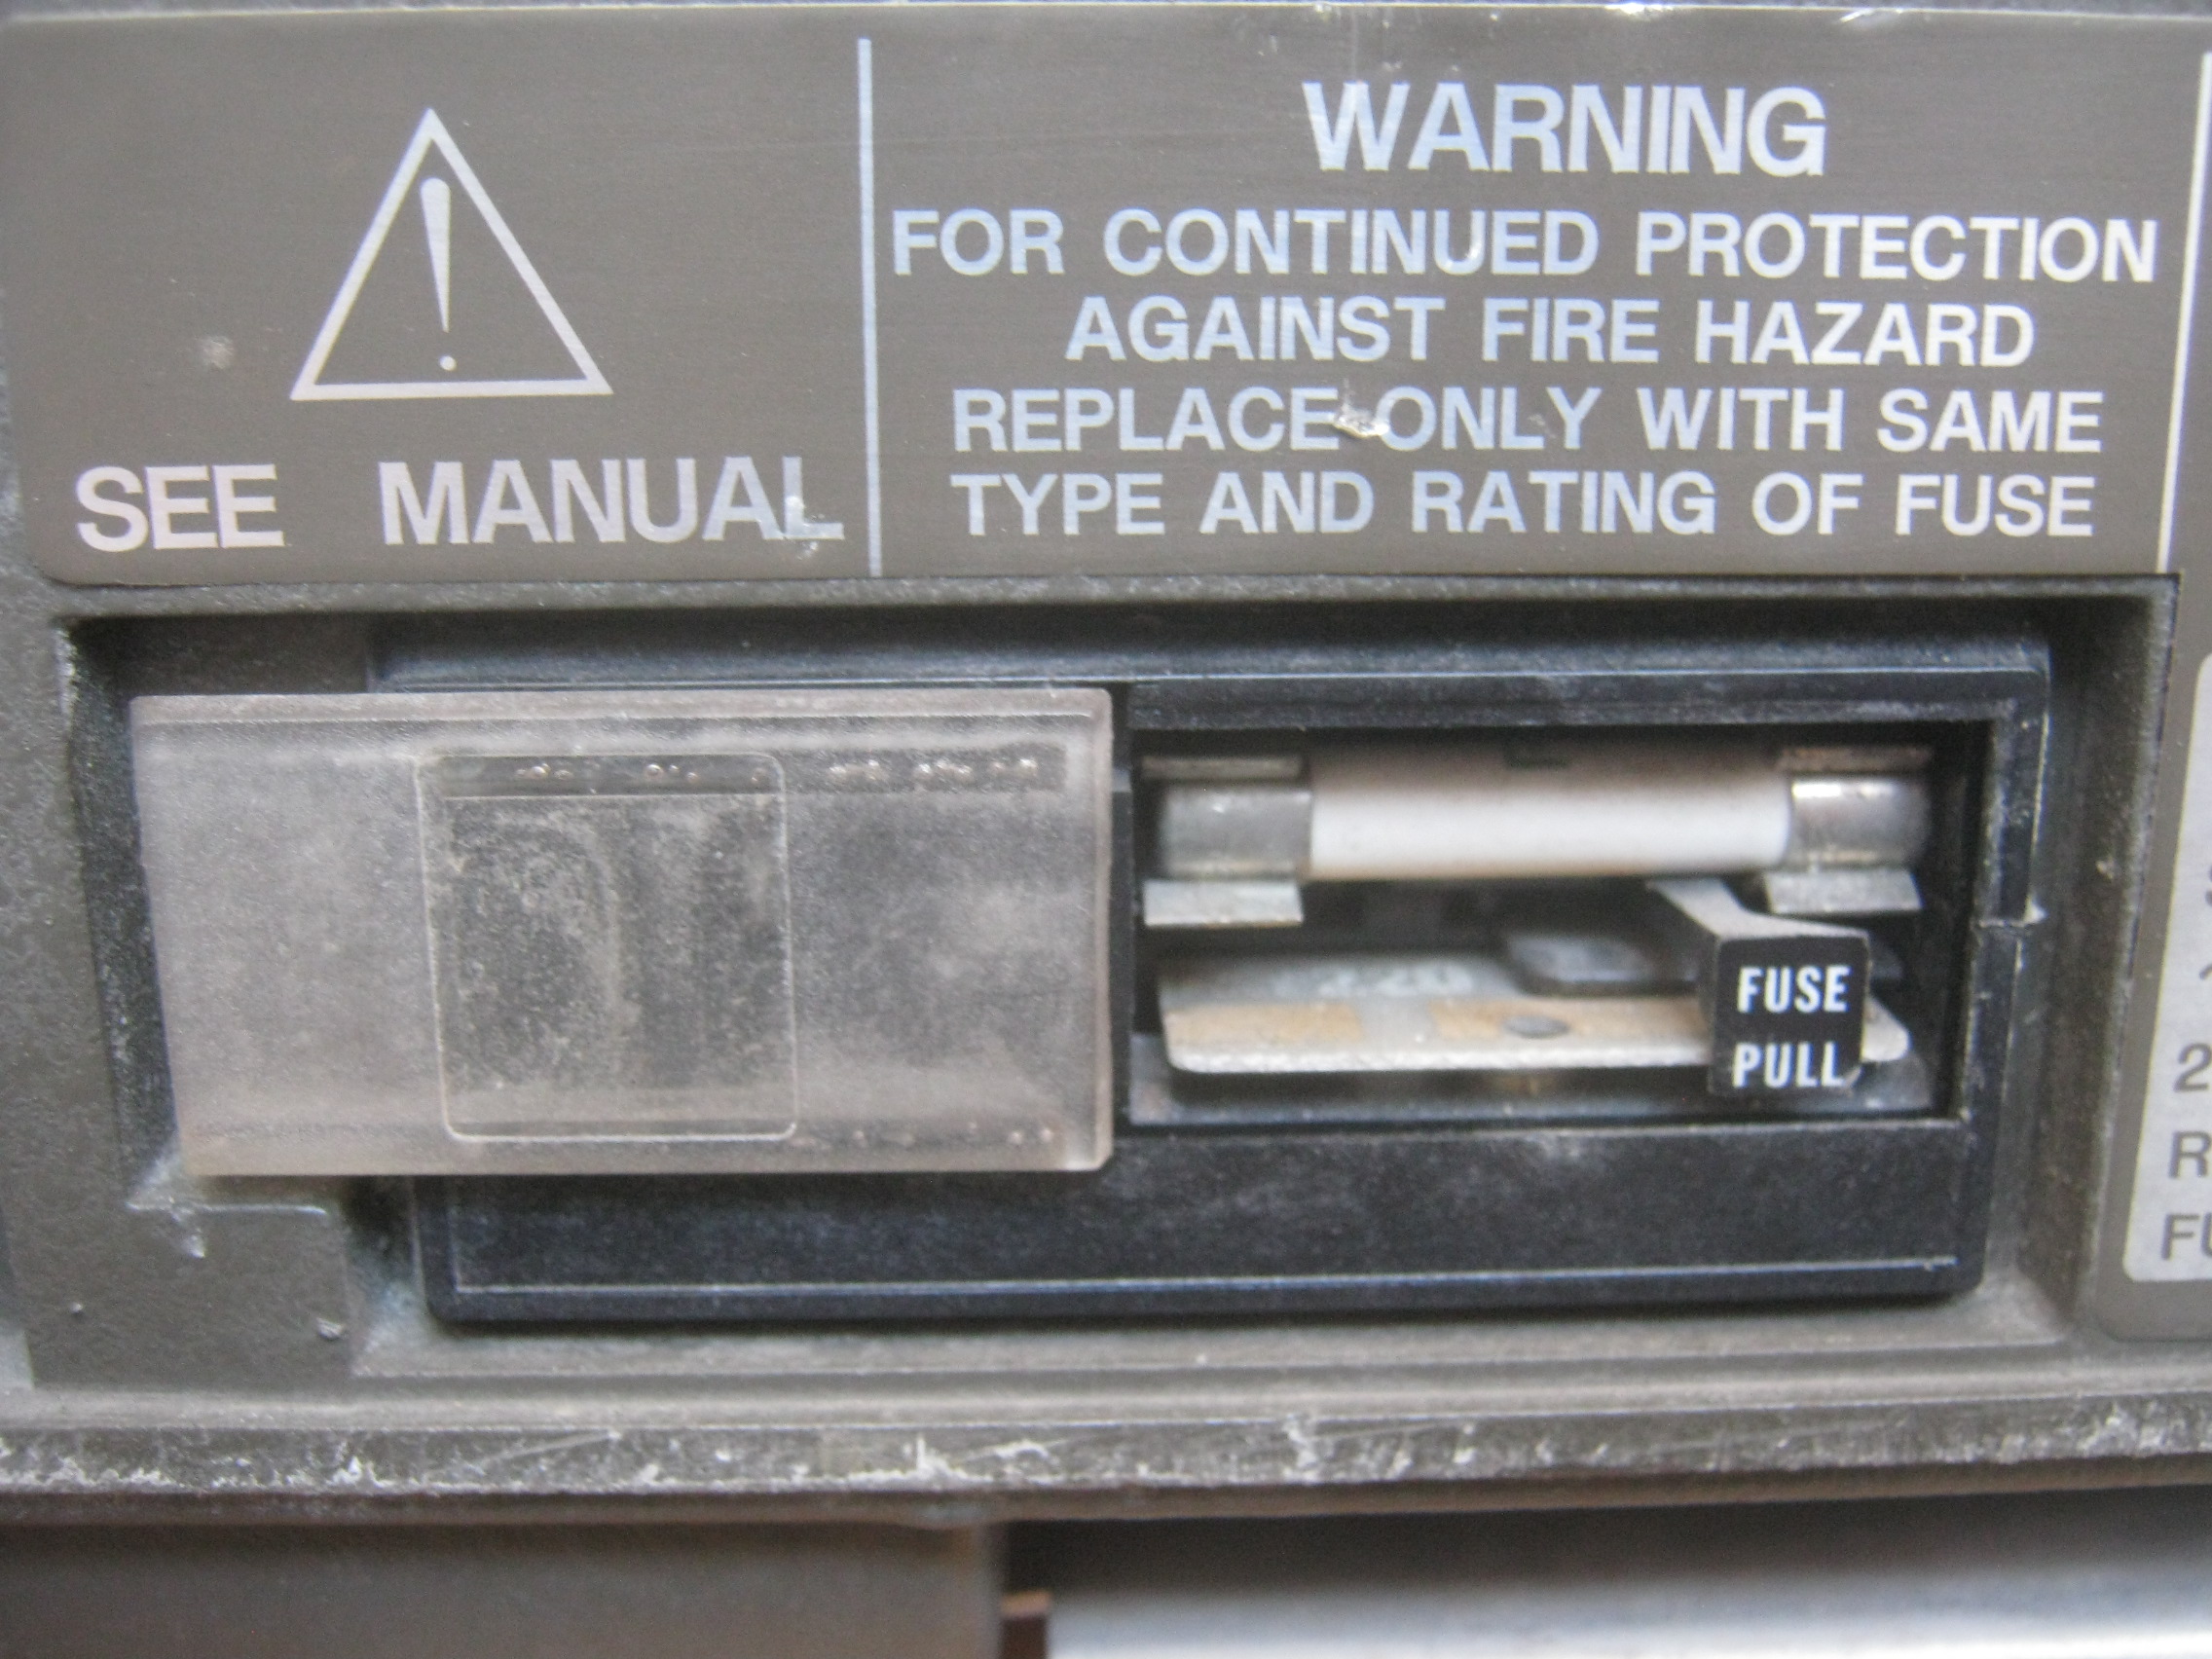 SEE MANUAL
WARNING
FOR CONTINUED PROTECTION
AGAINST FIRE HAZARD
REPLACE ONLY WITH SAME
TYPE AND RATING OF FUSE
FUSE
PULL